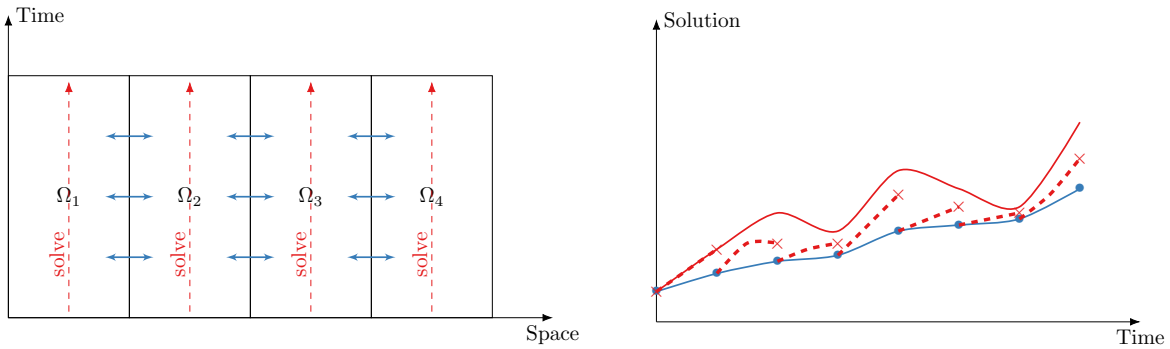 Time
Ω1
Ω2
Ω3
Ω4
solve
solve
solve
solve
Space
Solution
Time